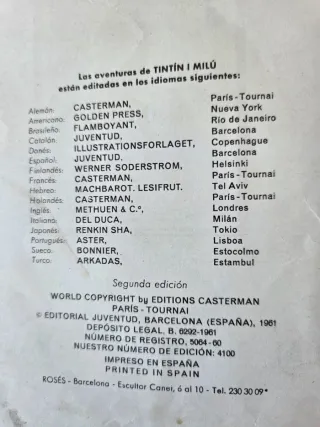 Las aventuras de TINTÍN I MILÚ
están editadas en los idiomas siguientes:
Alemán: CASTERMAN, París-Tournai
Americano: GOLDEN PRESS, Nueva York
Brasileño: FLAMBOYANT, Río de Janeiro
Catalán: JUVENTUD, Barcelona
Danés: ILLUSTRATIONSFORLAGET, Copenhague
Español: JUVENTUD, Barcelona
Finlandés: WERNER SODERSTROM, Helsinki
Francés: CASTERMAN, París-Tournai
Hebreo: MACHBAROT. LESIFRUT. Tel Aviv
Holandés: CASTERMAN, París-Tournai
Inglés: METHUEN & C.º, Londres
Italiano: DEL DUCA, Milán
Japonés: RENKIN SHA, Tokio
Portugués: ASTER, Lisboa
Sueco: BONNIER, Estocolmo
Turco: ARKADAS, Estambul
Segunda edición
WORLD COPYRIGHT by EDITIONS CASTERMAN
PARÍS-TOURNAI
© EDITORIAL JUVENTUD, BARCELONA (ESPAÑA), 1961
DEPÓSITO LEGAL, B. 6292-1961
NÚMERO DE REGISTRO, 5064-60
NUESTRO NÚMERO DE EDICIÓN: 4100
IMPRESO EN ESPAÑA
PRINTED IN SPAIN
ROSÉS - Barcelona - Escultor Canet, 6 al 10 - Tel. 230 30 09*